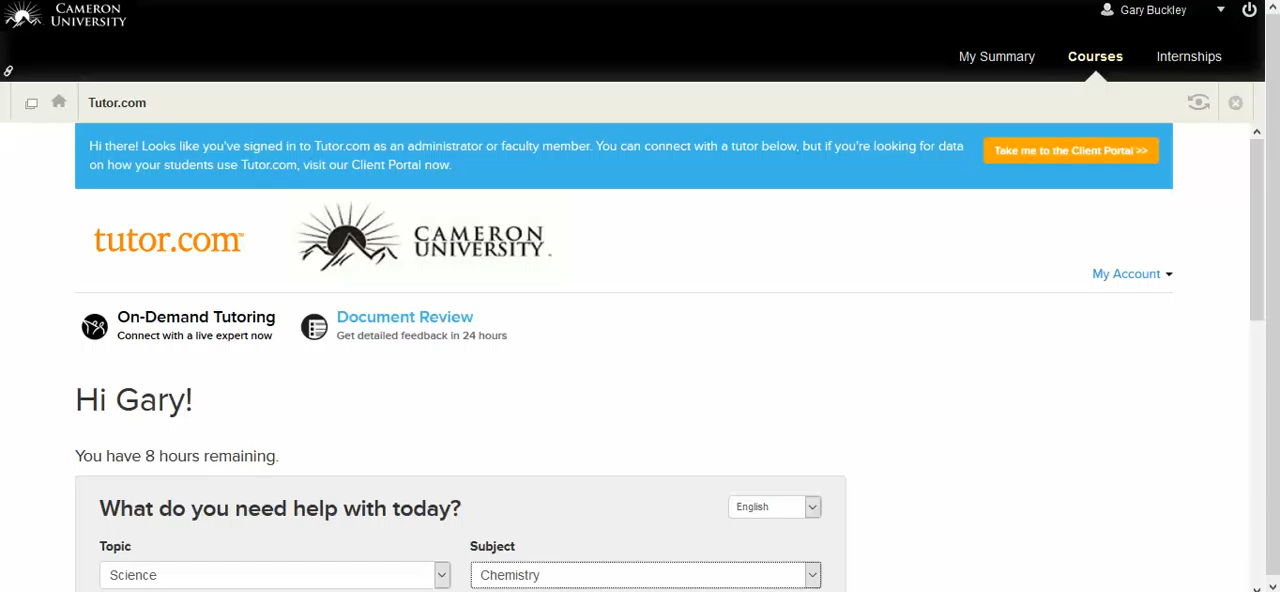 CAMERON
UNIVERSITY
Gary Buckley
My Summary
Courses
Internships
Tutor.com
Hi there! Looks like you've signed in to Tutor.com as an administrator or faculty member. You can connect with a tutor below, but if you're looking for data
on how your students use Tutor.com, visit our Client Portal now.
Take me to the Client Portal >>
tutor.com™
CAMERON
UNIVERSITY.
My Account
On-Demand Tutoring
Connect with a live expert now
Document Review
Get detailed feedback in 24 hours
Hi Gary!
You have 8 hours remaining.
What do you need help with today?
English
Topic
Subject
Science
Chemistry